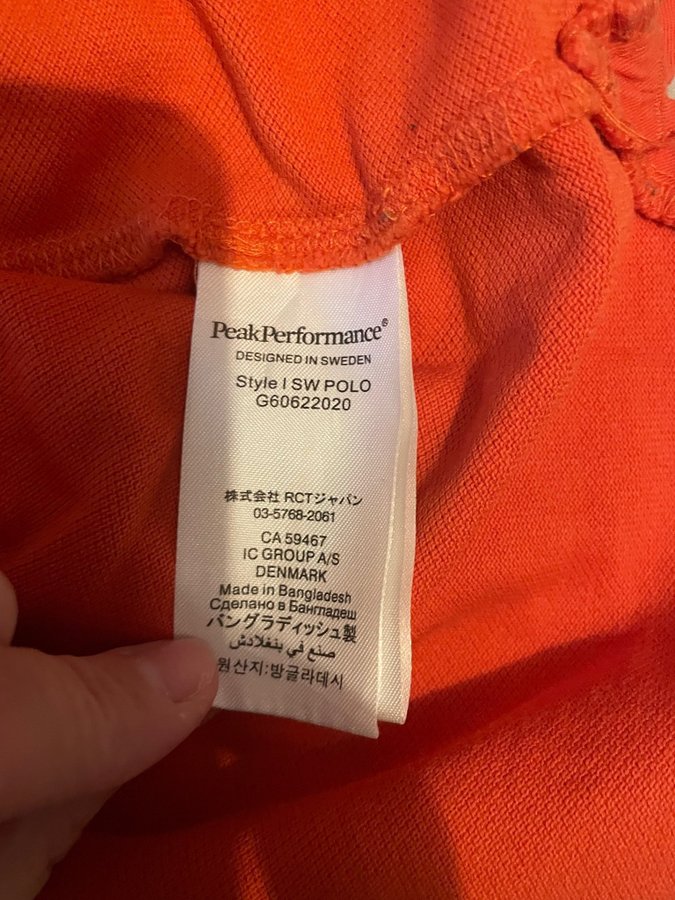 PeakPerformance®
DESIGNED IN SWEDEN
Style I SW POLO
G60622020
株式会社 RCTジャパン
03-5768-2061
CA 59467
IC GROUP A/S
DENMARK
Made in Bangladesh
Сделано в Бангладеш
バングラディッシュ製
صنع في بنغلادش
원산지:방글라데시